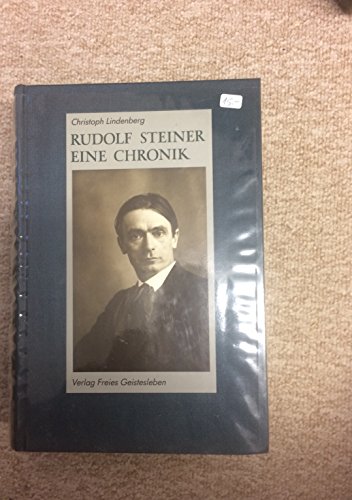 Christoph Lindenberg
RUDOLF STEINER
EINE CHRONIK
Verlag Freies Geistesleben